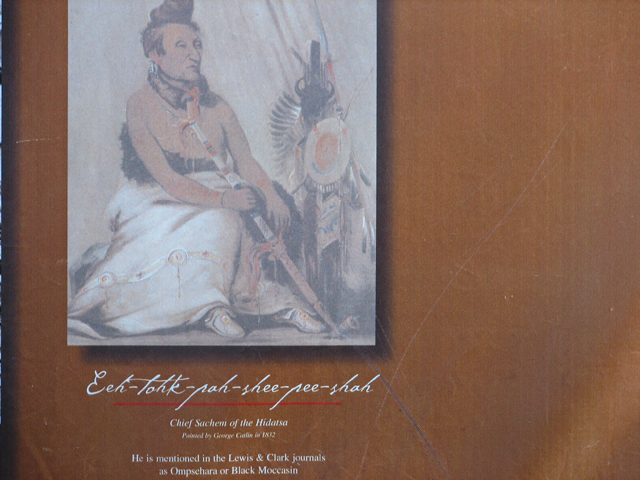 Eeh-tohk-pah-shee-pee-shah
Chief Sachem of the Hidatsa
Painted by George Catlin in 1832
He is mentioned in the Lewis & Clark journals
as Ompsehara or Black Moccasin